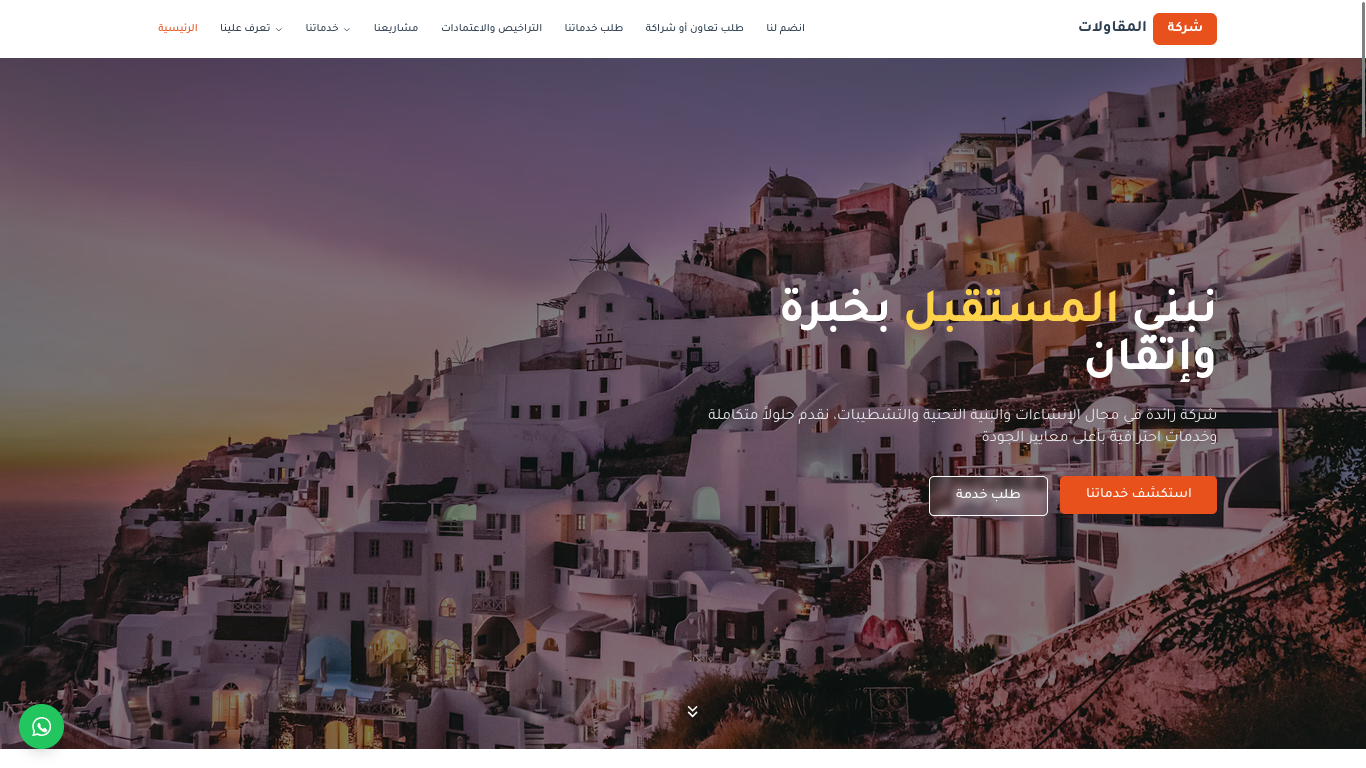 شركة المقاولات
انضم لنا طلب تعاون أو شراكة طلب خدماتنا التراخيص والاعتمادات مشاريعنا خدماتنا تعرف علينا الرئيسية
نبني المستقبل بخبرة
وإتقان
شركة رائدة في مجال الإنشاءات والبنية التحتية والتشطيبات، نقدم حلولاً متكاملة
وخدمات احترافية بأعلى معايير الجودة
استكشف خدماتنا
طلب خدمة